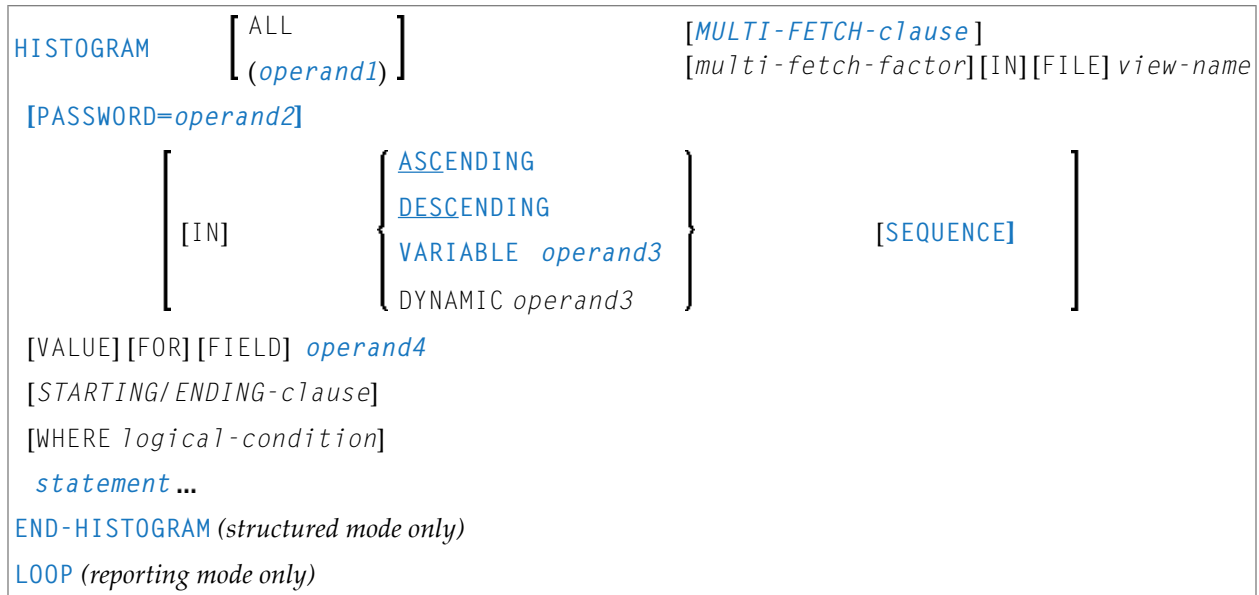 HISTOGRAM [ ALL [MULTI-FETCH-clause]
(operand1) ] [multi-fetch-factor] [IN] [FILE] view-name
[PASSWORD=operand2]
[ [IN] { ASCENDING
DESCENDING
VARIABLE operand3
DYNAMIC operand3 } [SEQUENCE] ]
[VALUE] [FOR] [FIELD] operand4
[STARTING/ENDING-clause]
[WHERE logical-condition]
statement ...
END-HISTOGRAM (structured mode only)
LOOP (reporting mode only)